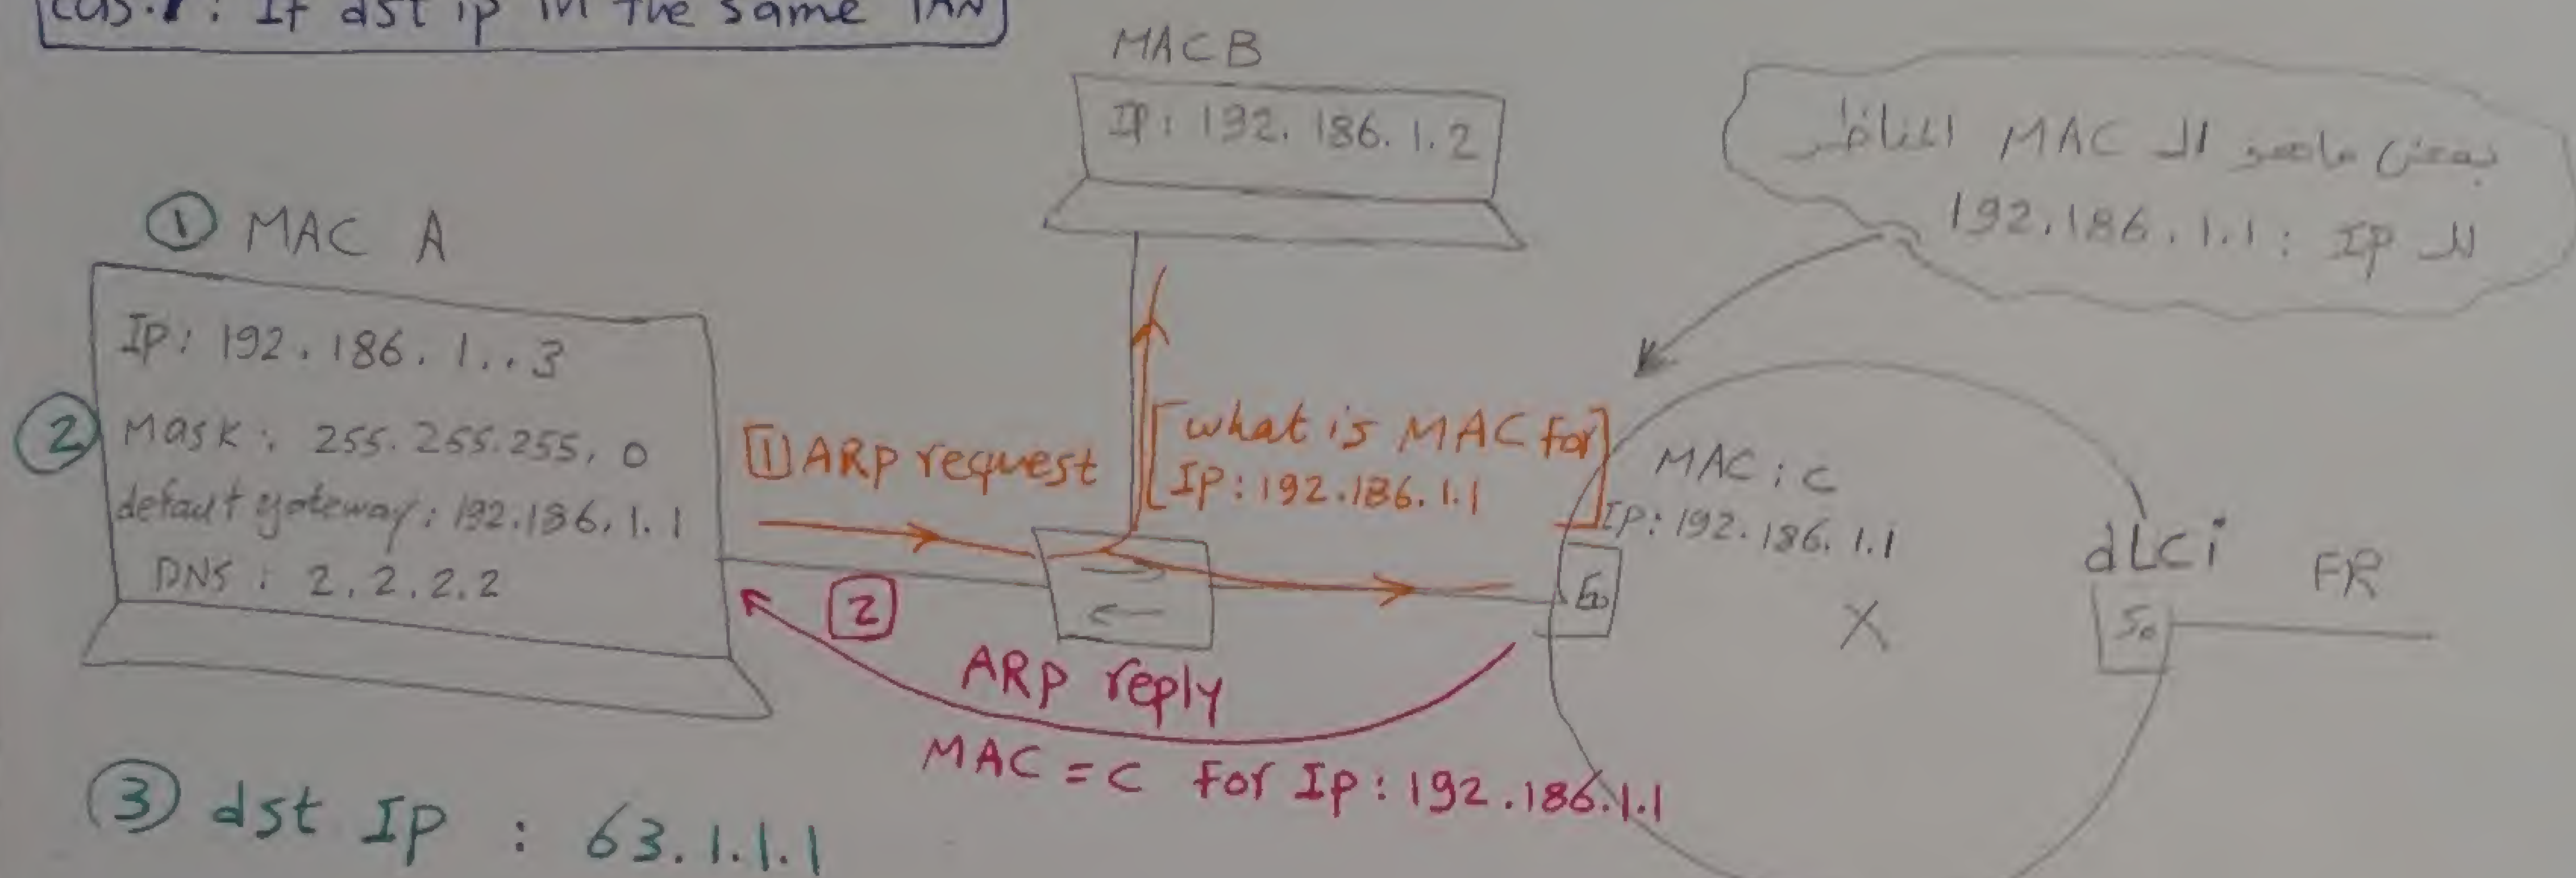 If dst ip in the same LAN
MAC B
IP: 192.186.1.2
بمعنى ماهو الـ MAC المناظر
للـ IP : 192.186.1.1
① MAC A
Ip: 192.186.1..3
② Mask: 255.255.255.0
defaut gateway: 192.186.1.1
DNS : 2.2.2.2
1 ARP request
[what is MAC for
IP: 192.186.1.1]
MAC: C
IP: 192.186.1.1
E0
X
dLCi
S0
FR
2
ARP reply
MAC = C for Ip: 192.186.1.1
③ dst Ip : 63.1.1.1